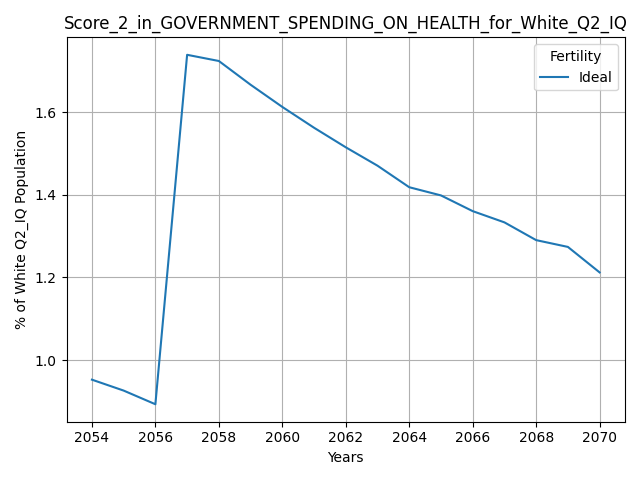 Score_2_in_GOVERNMENT_SPENDING_ON_HEALTH_for_White_Q2_IQ
Fertility
Ideal
1.6
1.4
1.2
1.0
% of White Q2_IQ Population
2054 2056 2058 2060 2062 2064 2066 2068 2070
Years